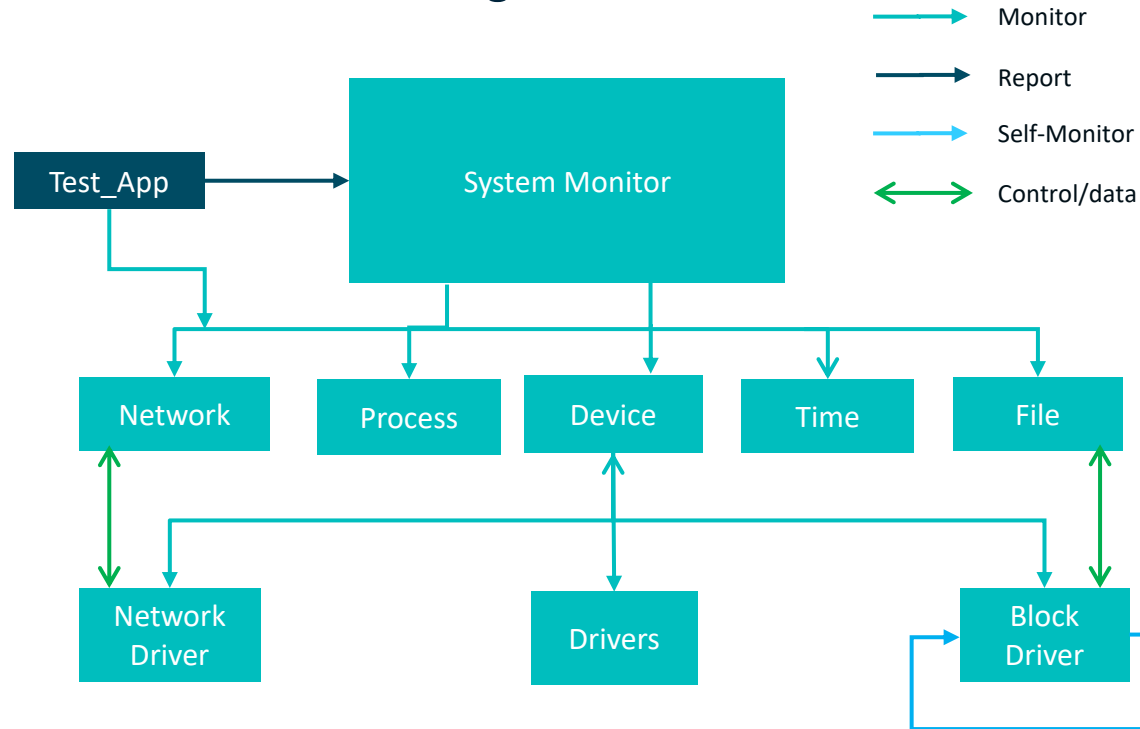 Monitor
Report
Self-Monitor
Control/data
Test_App
System Monitor
Network
Process
Device
Time
File
Network
Driver
Drivers
Block
Driver